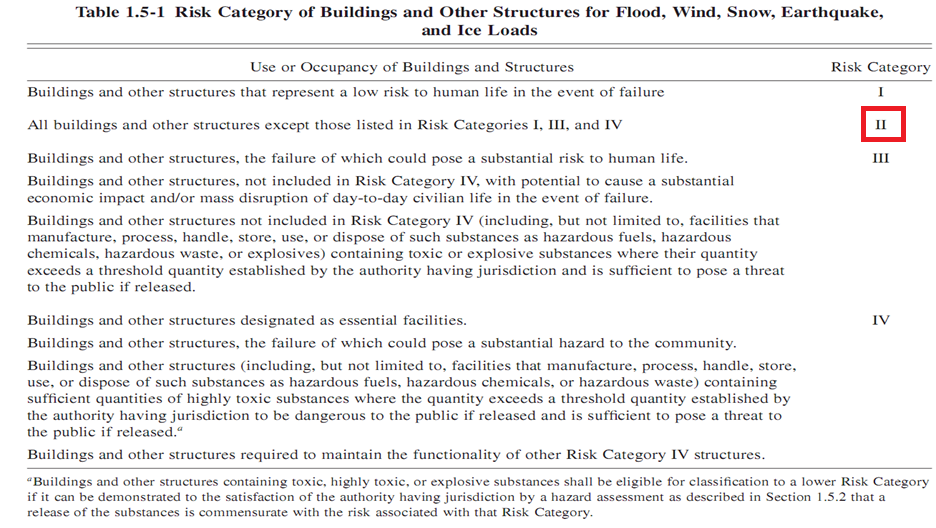 Table 1.5-1 Risk Category of Buildings and Other Structures for Flood, Wind, Snow, Earthquake,
and Ice Loads
Use or Occupancy of Buildings and Structures Risk Category
Buildings and other structures that represent a low risk to human life in the event of failure I
All buildings and other structures except those listed in Risk Categories I, III, and IV II
Buildings and other structures, the failure of which could pose a substantial risk to human life. III
Buildings and other structures, not included in Risk Category IV, with potential to cause a substantial
economic impact and/or mass disruption of day-to-day civilian life in the event of failure.
Buildings and other structures not included in Risk Category IV (including, but not limited to, facilities that
manufacture, process, handle, store, use, or dispose of such substances as hazardous fuels, hazardous
chemicals, hazardous waste, or explosives) containing toxic or explosive substances where their quantity
exceeds a threshold quantity established by the authority having jurisdiction and is sufficient to pose a threat
to the public if released.
Buildings and other structures designated as essential facilities. IV
Buildings and other structures, the failure of which could pose a substantial hazard to the community.
Buildings and other structures (including, but not limited to, facilities that manufacture, process, handle, store,
use, or dispose of such substances as hazardous fuels, hazardous chemicals, or hazardous waste) containing
sufficient quantities of highly toxic substances where the quantity exceeds a threshold quantity established by
the authority having jurisdiction to be dangerous to the public if released and is sufficient to pose a threat to
the public if released.ᵃ
Buildings and other structures required to maintain the functionality of other Risk Category IV structures.
ᵃBuildings and other structures containing toxic, highly toxic, or explosive substances shall be eligible for classification to a lower Risk Category
if it can be demonstrated to the satisfaction of the authority having jurisdiction by a hazard assessment as described in Section 1.5.2 that a
release of the substances is commensurate with the risk associated with that Risk Category.